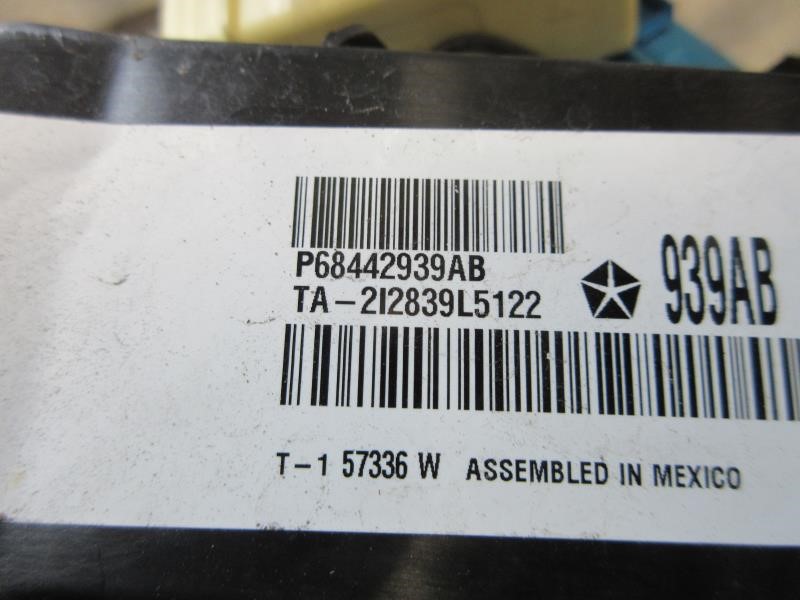 P68442939AB
939AB
TA-2I2839L5122
T-1 57336 W ASSEMBLED IN MEXICO